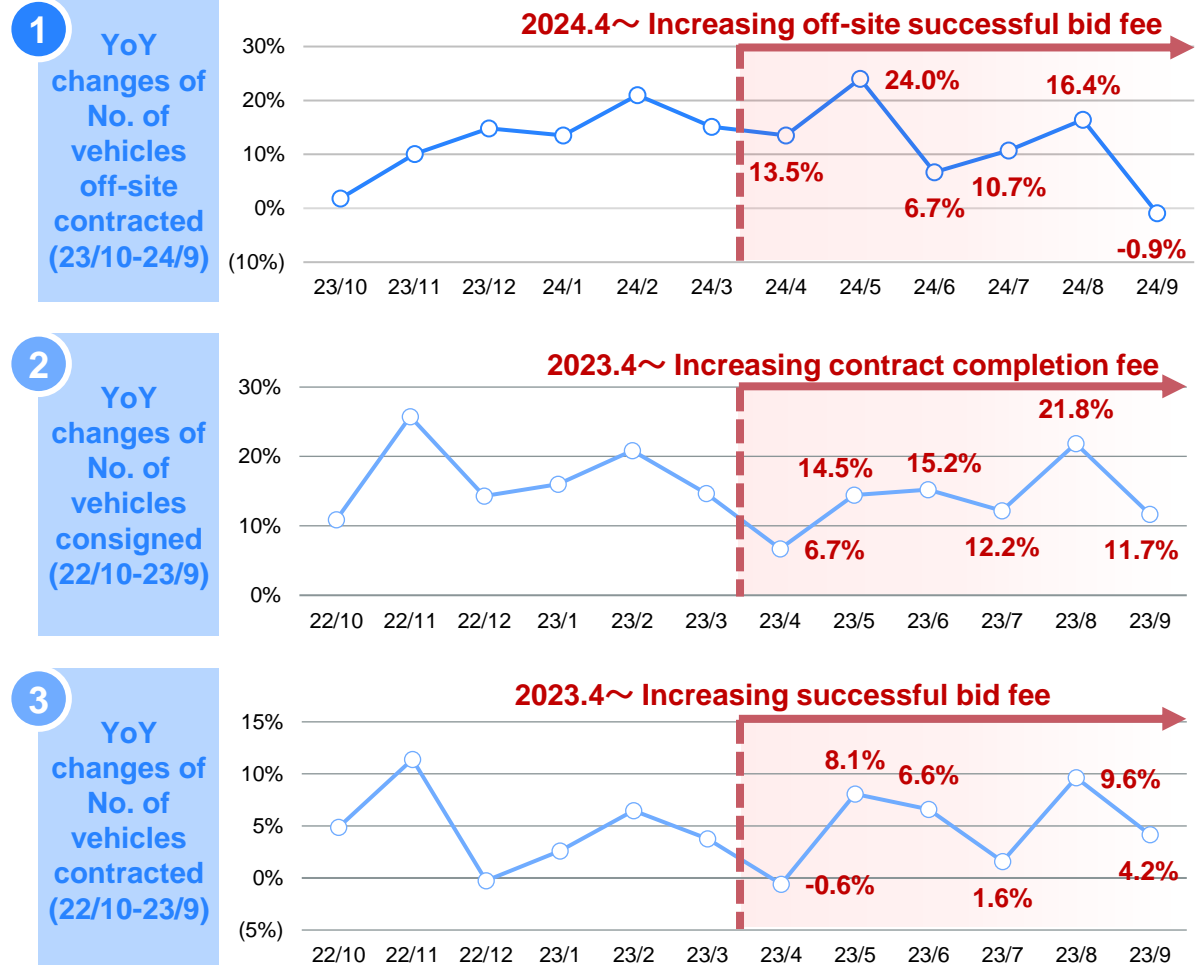 1
YoY
changes of
No. of
vehicles
off-site
contracted
(23/10-24/9)
2024.4～ Increasing off-site successful bid fee
30%
20%
10%
0%
(10%)
13.5%
24.0%
6.7%
10.7%
16.4%
-0.9%
23/10 23/11 23/12 24/1 24/2 24/3 24/4 24/5 24/6 24/7 24/8 24/9
2
YoY
changes of
No. of
vehicles
consigned
(22/10-23/9)
2023.4～ Increasing contract completion fee
30%
20%
10%
0%
6.7%
14.5%
15.2%
12.2%
21.8%
11.7%
22/10 22/11 22/12 23/1 23/2 23/3 23/4 23/5 23/6 23/7 23/8 23/9
3
YoY
changes of
No. of
vehicles
contracted
(22/10-23/9)
2023.4～ Increasing successful bid fee
15%
10%
5%
0%
(5%)
-0.6%
8.1%
6.6%
1.6%
9.6%
4.2%
22/10 22/11 22/12 23/1 23/2 23/3 23/4 23/5 23/6 23/7 23/8 23/9